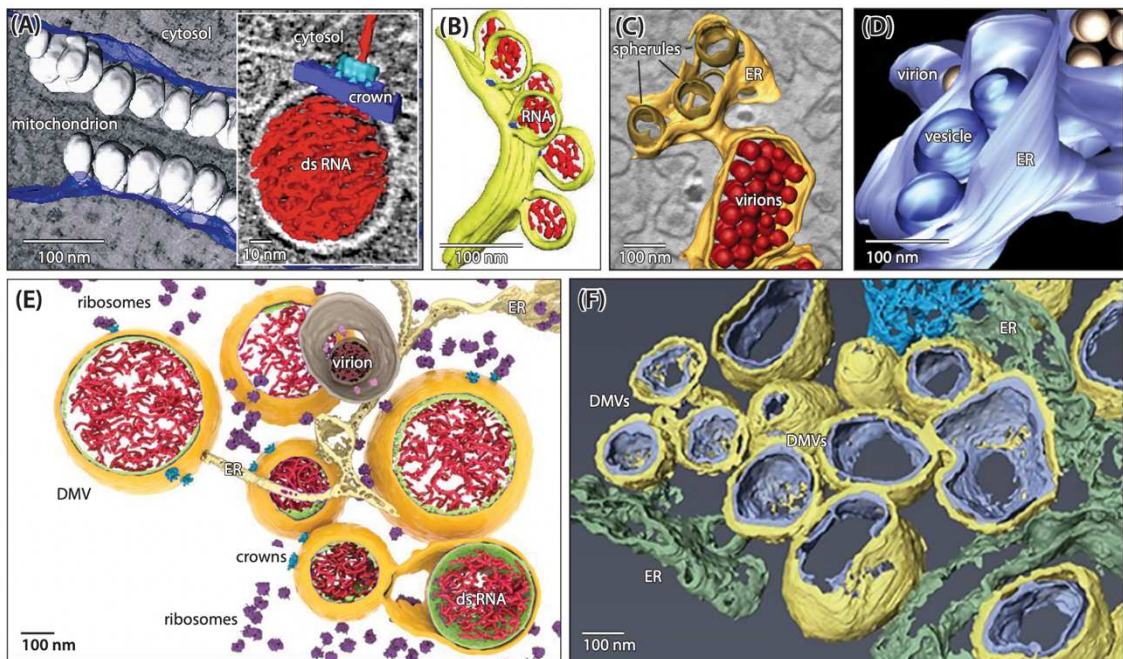 (A)
cytosol
mitochondrion
100 nm
cytosol
crown
ds RNA
10 nm
(B)
RNA
100 nm
(C)
spherules
ER
virions
100 nm
(D)
virion
vesicle
ER
100 nm
(E)
ribosomes
ER
virion
DMV
ER
crowns
ds RNA
ribosomes
100 nm
(F)
ER
DMVs
DMVs
ER
100 nm